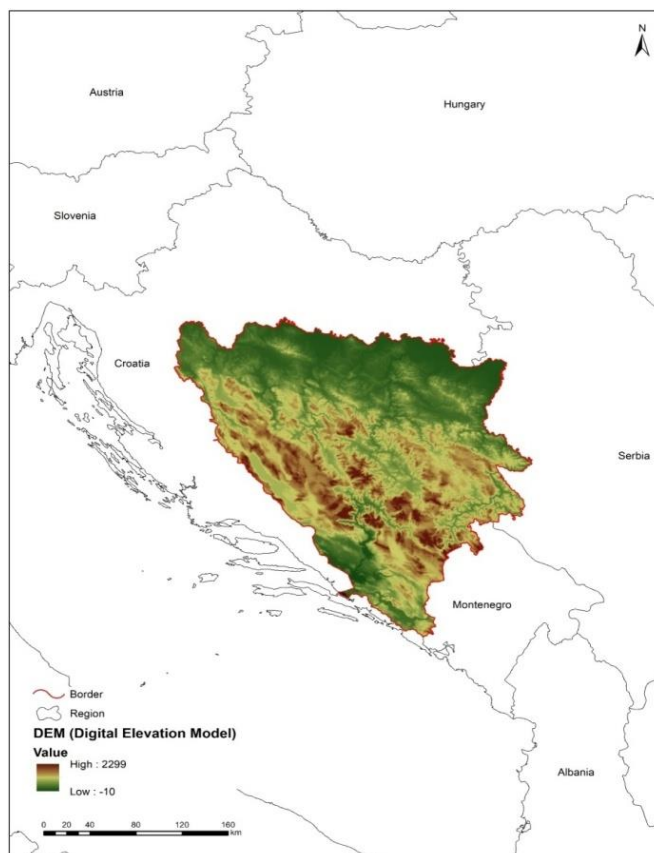 N
Austria
Hungary
Slovenia
Croatia
Serbia
Montenegro
Albania
Border
Region
DEM (Digital Elevation Model)
Value
High : 2299
Low : -10
0 20 40 80 120 160
km